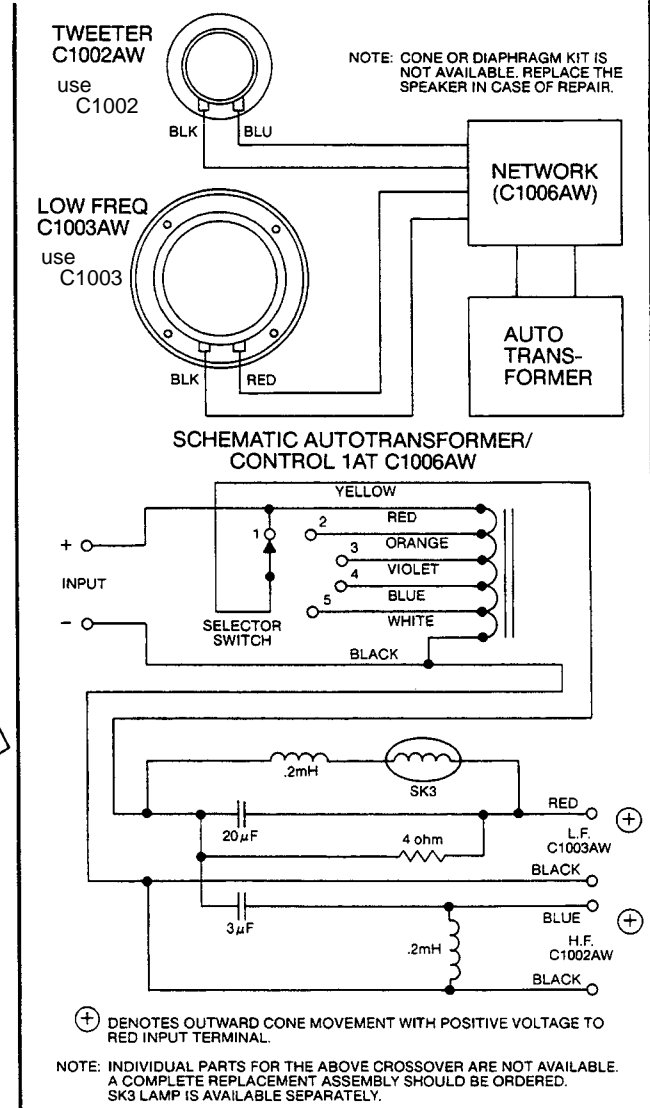 TWEETER
C1002AW
use
C1002
NOTE: CONE OR DIAPHRAGM KIT IS
NOT AVAILABLE. REPLACE THE
SPEAKER IN CASE OF REPAIR.
BLK
BLU
NETWORK
(C1006AW)
LOW FREQ
C1003AW
use
C1003
BLK
RED
AUTO
TRANS-
FORMER
SCHEMATIC AUTOTRANSFORMER/
CONTROL 1AT C1006AW
YELLOW
1
2
RED
+
ORANGE
3
INPUT
VIOLET
4
BLUE
5
–
WHITE
SELECTOR
SWITCH
BLACK
.2mH
SK3
RED
+
20µF
L.F.
C1003AW
4 ohm
BLACK
3µF
BLUE
+
.2mH
H.F.
C1002AW
BLACK
+ DENOTES OUTWARD CONE MOVEMENT WITH POSITIVE VOLTAGE TO
RED INPUT TERMINAL.
NOTE: INDIVIDUAL PARTS FOR THE ABOVE CROSSOVER ARE NOT AVAILABLE.
A COMPLETE REPLACEMENT ASSEMBLY SHOULD BE ORDERED.
SK3 LAMP IS AVAILABLE SEPARATELY.